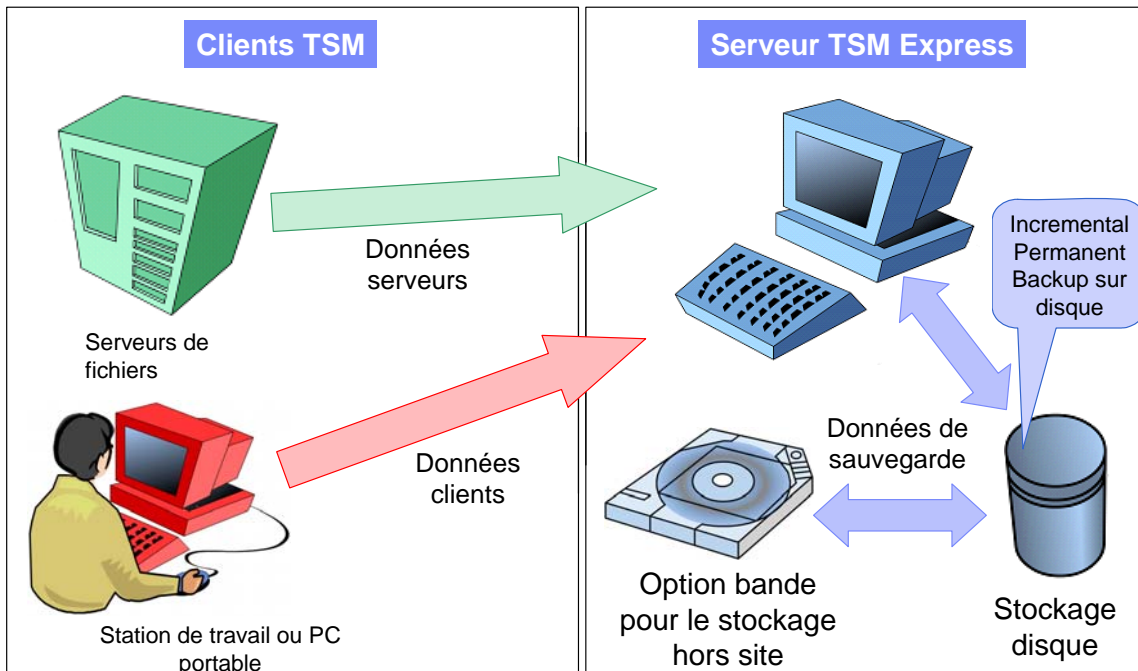 Clients TSM
Serveur TSM Express
Données
serveurs
Serveurs de
fichiers
Incremental
Permanent
Backup sur
disque
Données
clients
Données de
sauvegarde
Station de travail ou PC
portable
Option bande
pour le stockage
hors site
Stockage
disque